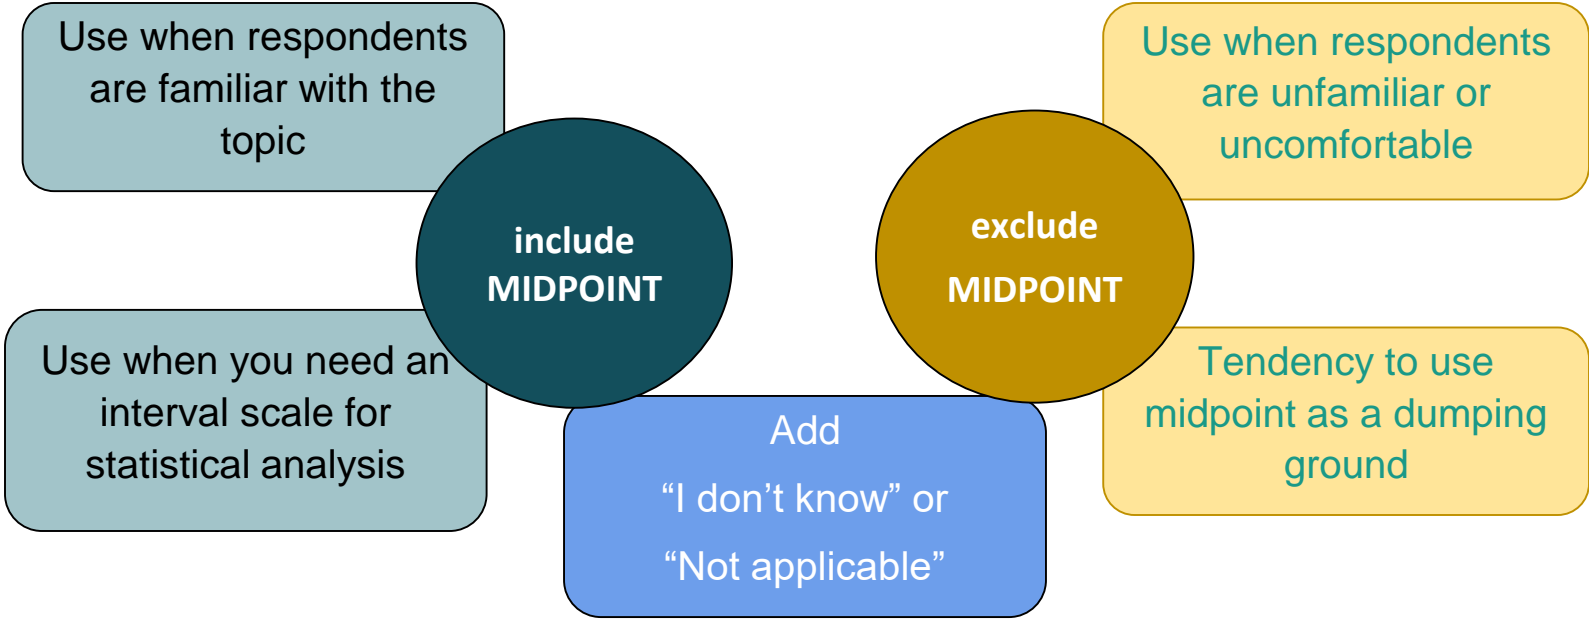 Use when respondents
are familiar with the
topic
include
MIDPOINT
Use when you need an
interval scale for
statistical analysis
Add
“I don’t know” or
“Not applicable”
exclude
MIDPOINT
Use when respondents
are unfamiliar or
uncomfortable
Tendency to use
midpoint as a dumping
ground